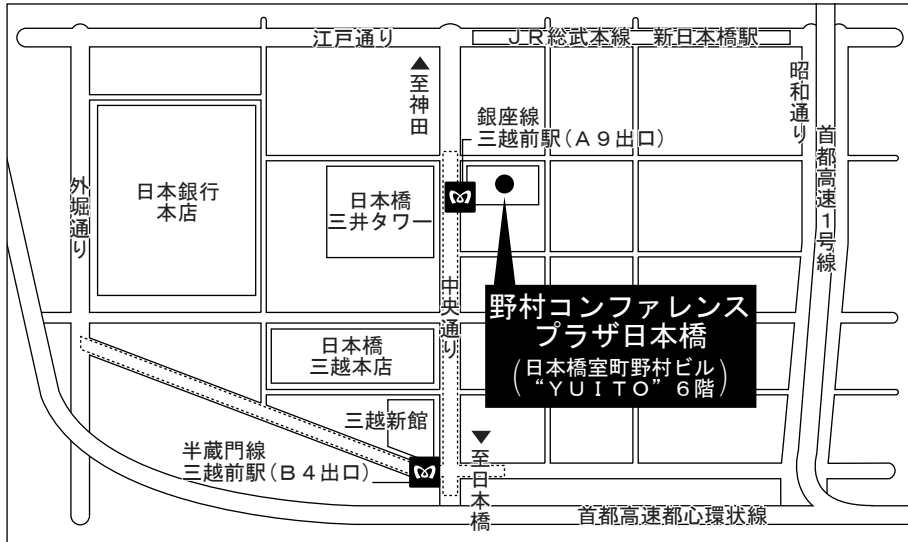 江戸通り
JR総武本線 新日本橋駅
▲至神田
昭和通り
首都高速1号線
銀座線
三越前駅(A9出口)
外堀通り
日本銀行
本店
日本橋
三井タワー
中央通り
野村コンファレンス
プラザ日本橋
(日本橋室町野村ビル
“YUITO” 6階)
日本橋
三越本店
三越新館
半蔵門線
三越前駅(B4出口)
▼至日本橋
首都高速都心環状線